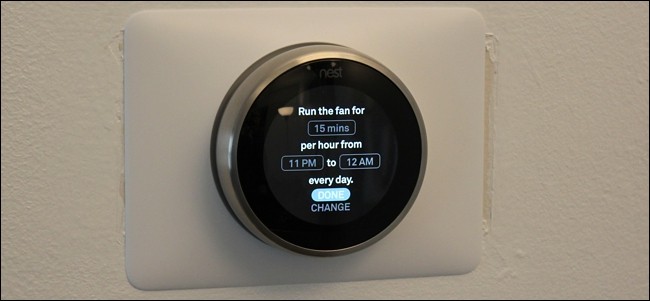 nest
Run the fan for
15 mins
per hour from
11 PM to 12 AM
every day.
DONE
CHANGE